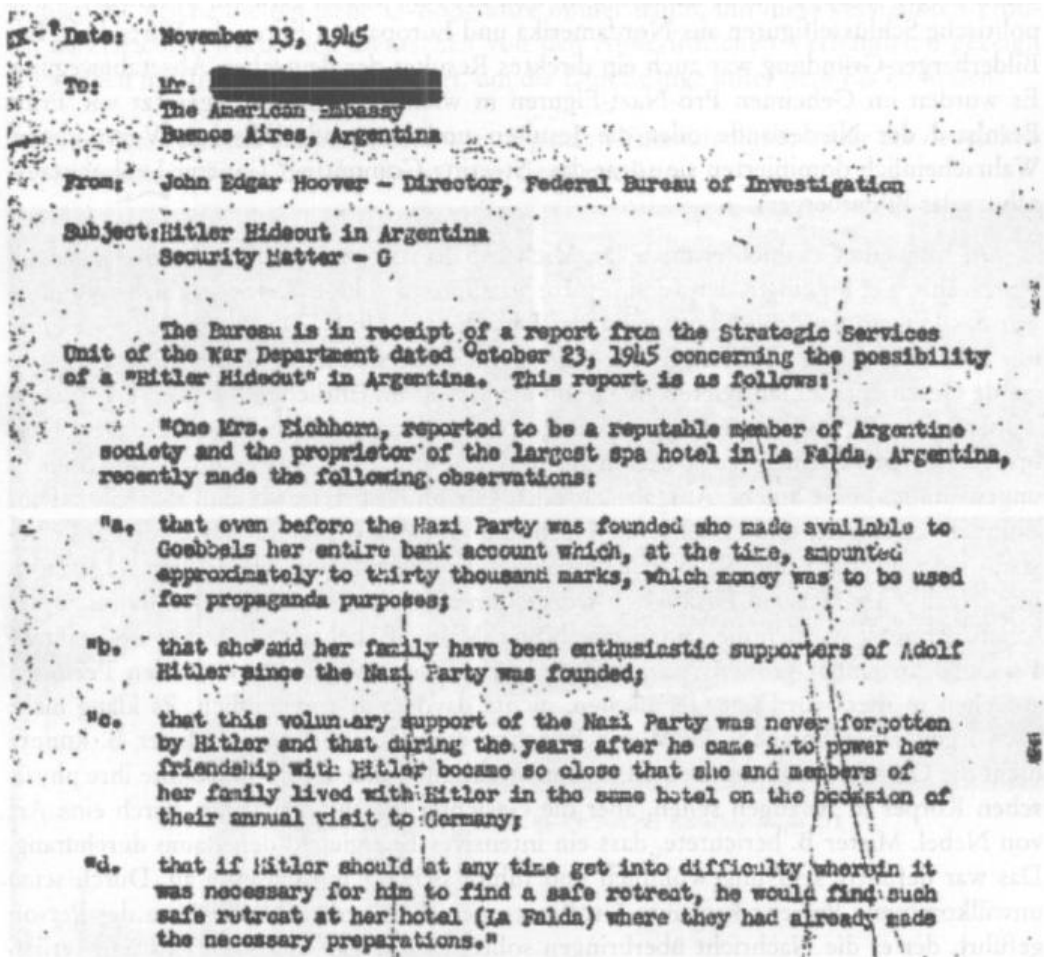 Date: November 13, 1945
To: Mr.
The American Embassy
Buenos Aires, Argentina
From: John Edgar Hoover - Director, Federal Bureau of Investigation
Subject: Hitler Hideout in Argentina
Security Matter - G
The Bureau is in receipt of a report from the Strategic Services
Unit of the War Department dated October 23, 1945 concerning the possibility
of a "Hitler Hideout" in Argentina. This report is as follows:
"One Mrs. Eichhorn, reported to be a reputable member of Argentine
society and the proprietor of the largest spa hotel in La Falda, Argentina,
recently made the following observations:
"a. that even before the Nazi Party was founded she made available to
Goebbels her entire bank account which, at the time, amounted
approximately to thirty thousand marks, which money was to be used
for propaganda purposes;
"b. that she and her family have been enthusiastic supporters of Adolf
Hitler since the Nazi Party was founded;
"c. that this voluntary support of the Nazi Party was never forgotten
by Hitler and that during the years after he came into power her
friendship with Hitler became so close that she and members of
her family lived with Hitler in the same hotel on the occasion of
their annual visit to Germany;
"d. that if Hitler should at any time get into difficulty wherein it
was necessary for him to find a safe retreat, he would find such
safe retreat at her hotel (La Falda) where they had already made
the necessary preparations."